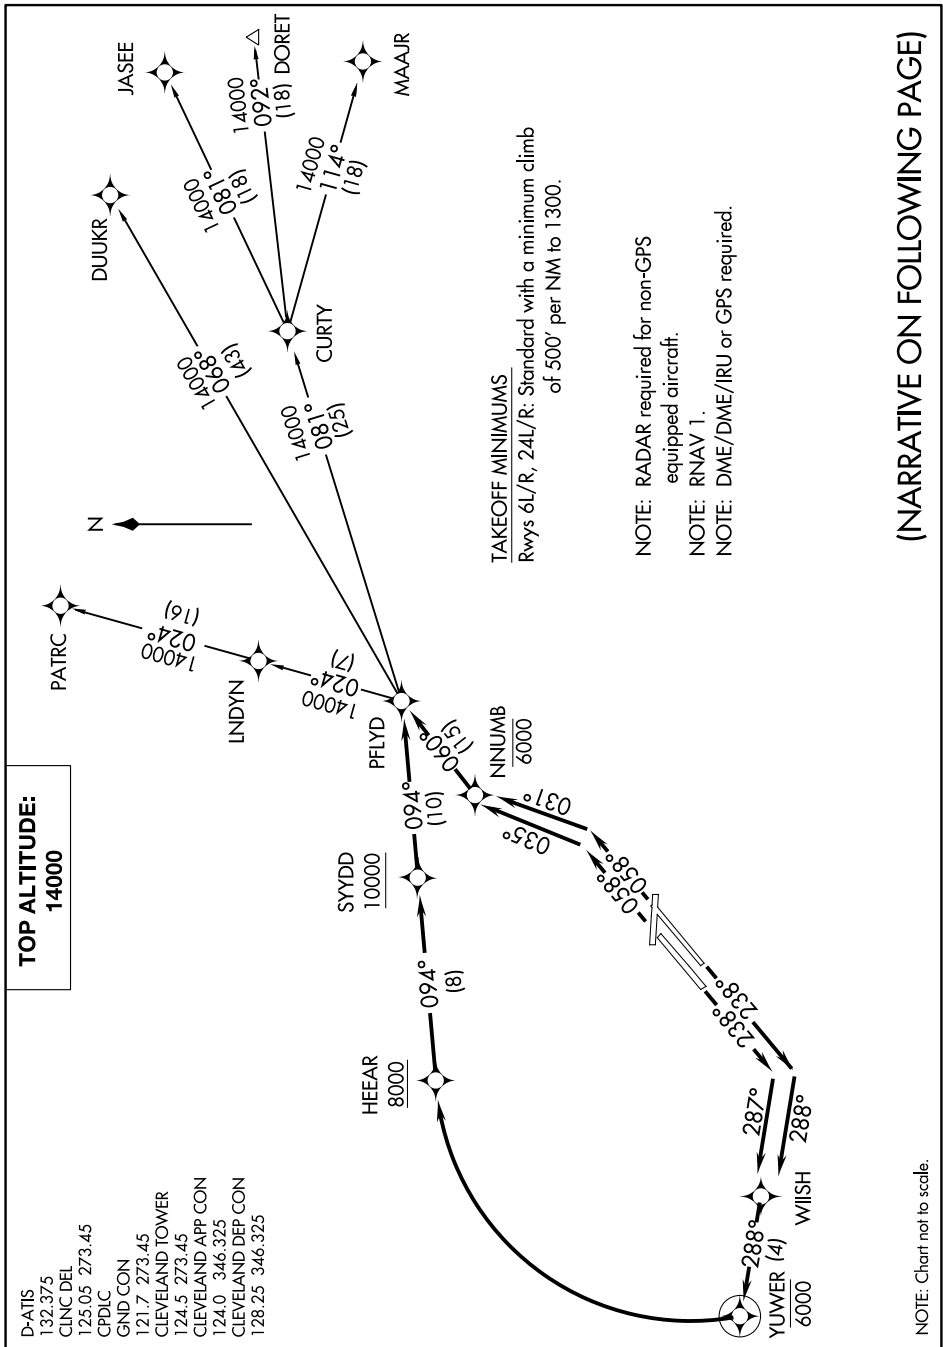 D-ATIS
132.375
CLNC DEL
125.05 273.45
CPDLC
GND CON
121.7 273.45
CLEVELAND TOWER
124.5 273.45
CLEVELAND APP CON
124.0 346.325
CLEVELAND DEP CON
128.25 346.325
TOP ALTITUDE:
14000
PATRC
14000
024°
(16)
LNDYN
14000
024°
(7)
N
DUUKR
14000
068°
(43)
JASEE
14000
081°
(18)
14000
092°
(18) DORET
14000
114°
(18)
MAAJR
CURTY
14000
081°
(25)
PFLYD
HEEAR
8000
094°
(8)
SYYDD
10000
094°
(10)
060°
(15)
NNUMB
6000
035°
031°
058°
058°
238°
238°
287°
288°
WIISH
288°
(4)
YUWER
6000
TAKEOFF MINIMUMS
Rwys 6L/R, 24L/R: Standard with a minimum climb
of 500' per NM to 1300.
NOTE: RADAR required for non-GPS
equipped aircraft.
NOTE: RNAV 1.
NOTE: DME/DME/IRU or GPS required.
(NARRATIVE ON FOLLOWING PAGE)
NOTE: Chart not to scale.